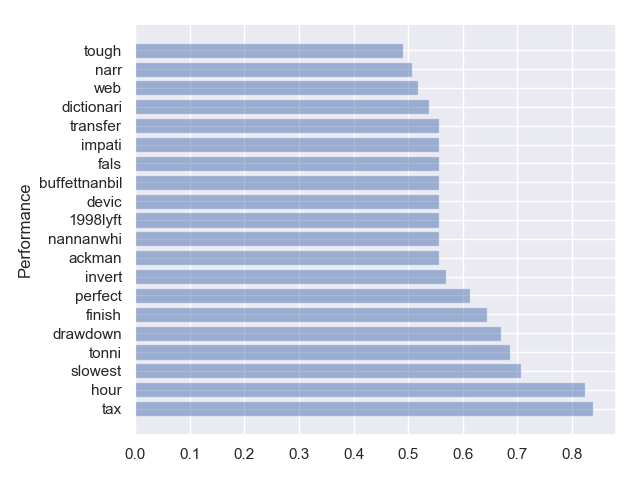 tough
narr
web
dictionari
transfer
impati
fals
buffettnanbil
devic
1998lyft
nannanwhi
ackman
invert
perfect
finish
drawdown
tonni
slowest
hour
tax
Performance
0.0 0.1 0.2 0.3 0.4 0.5 0.6 0.7 0.8